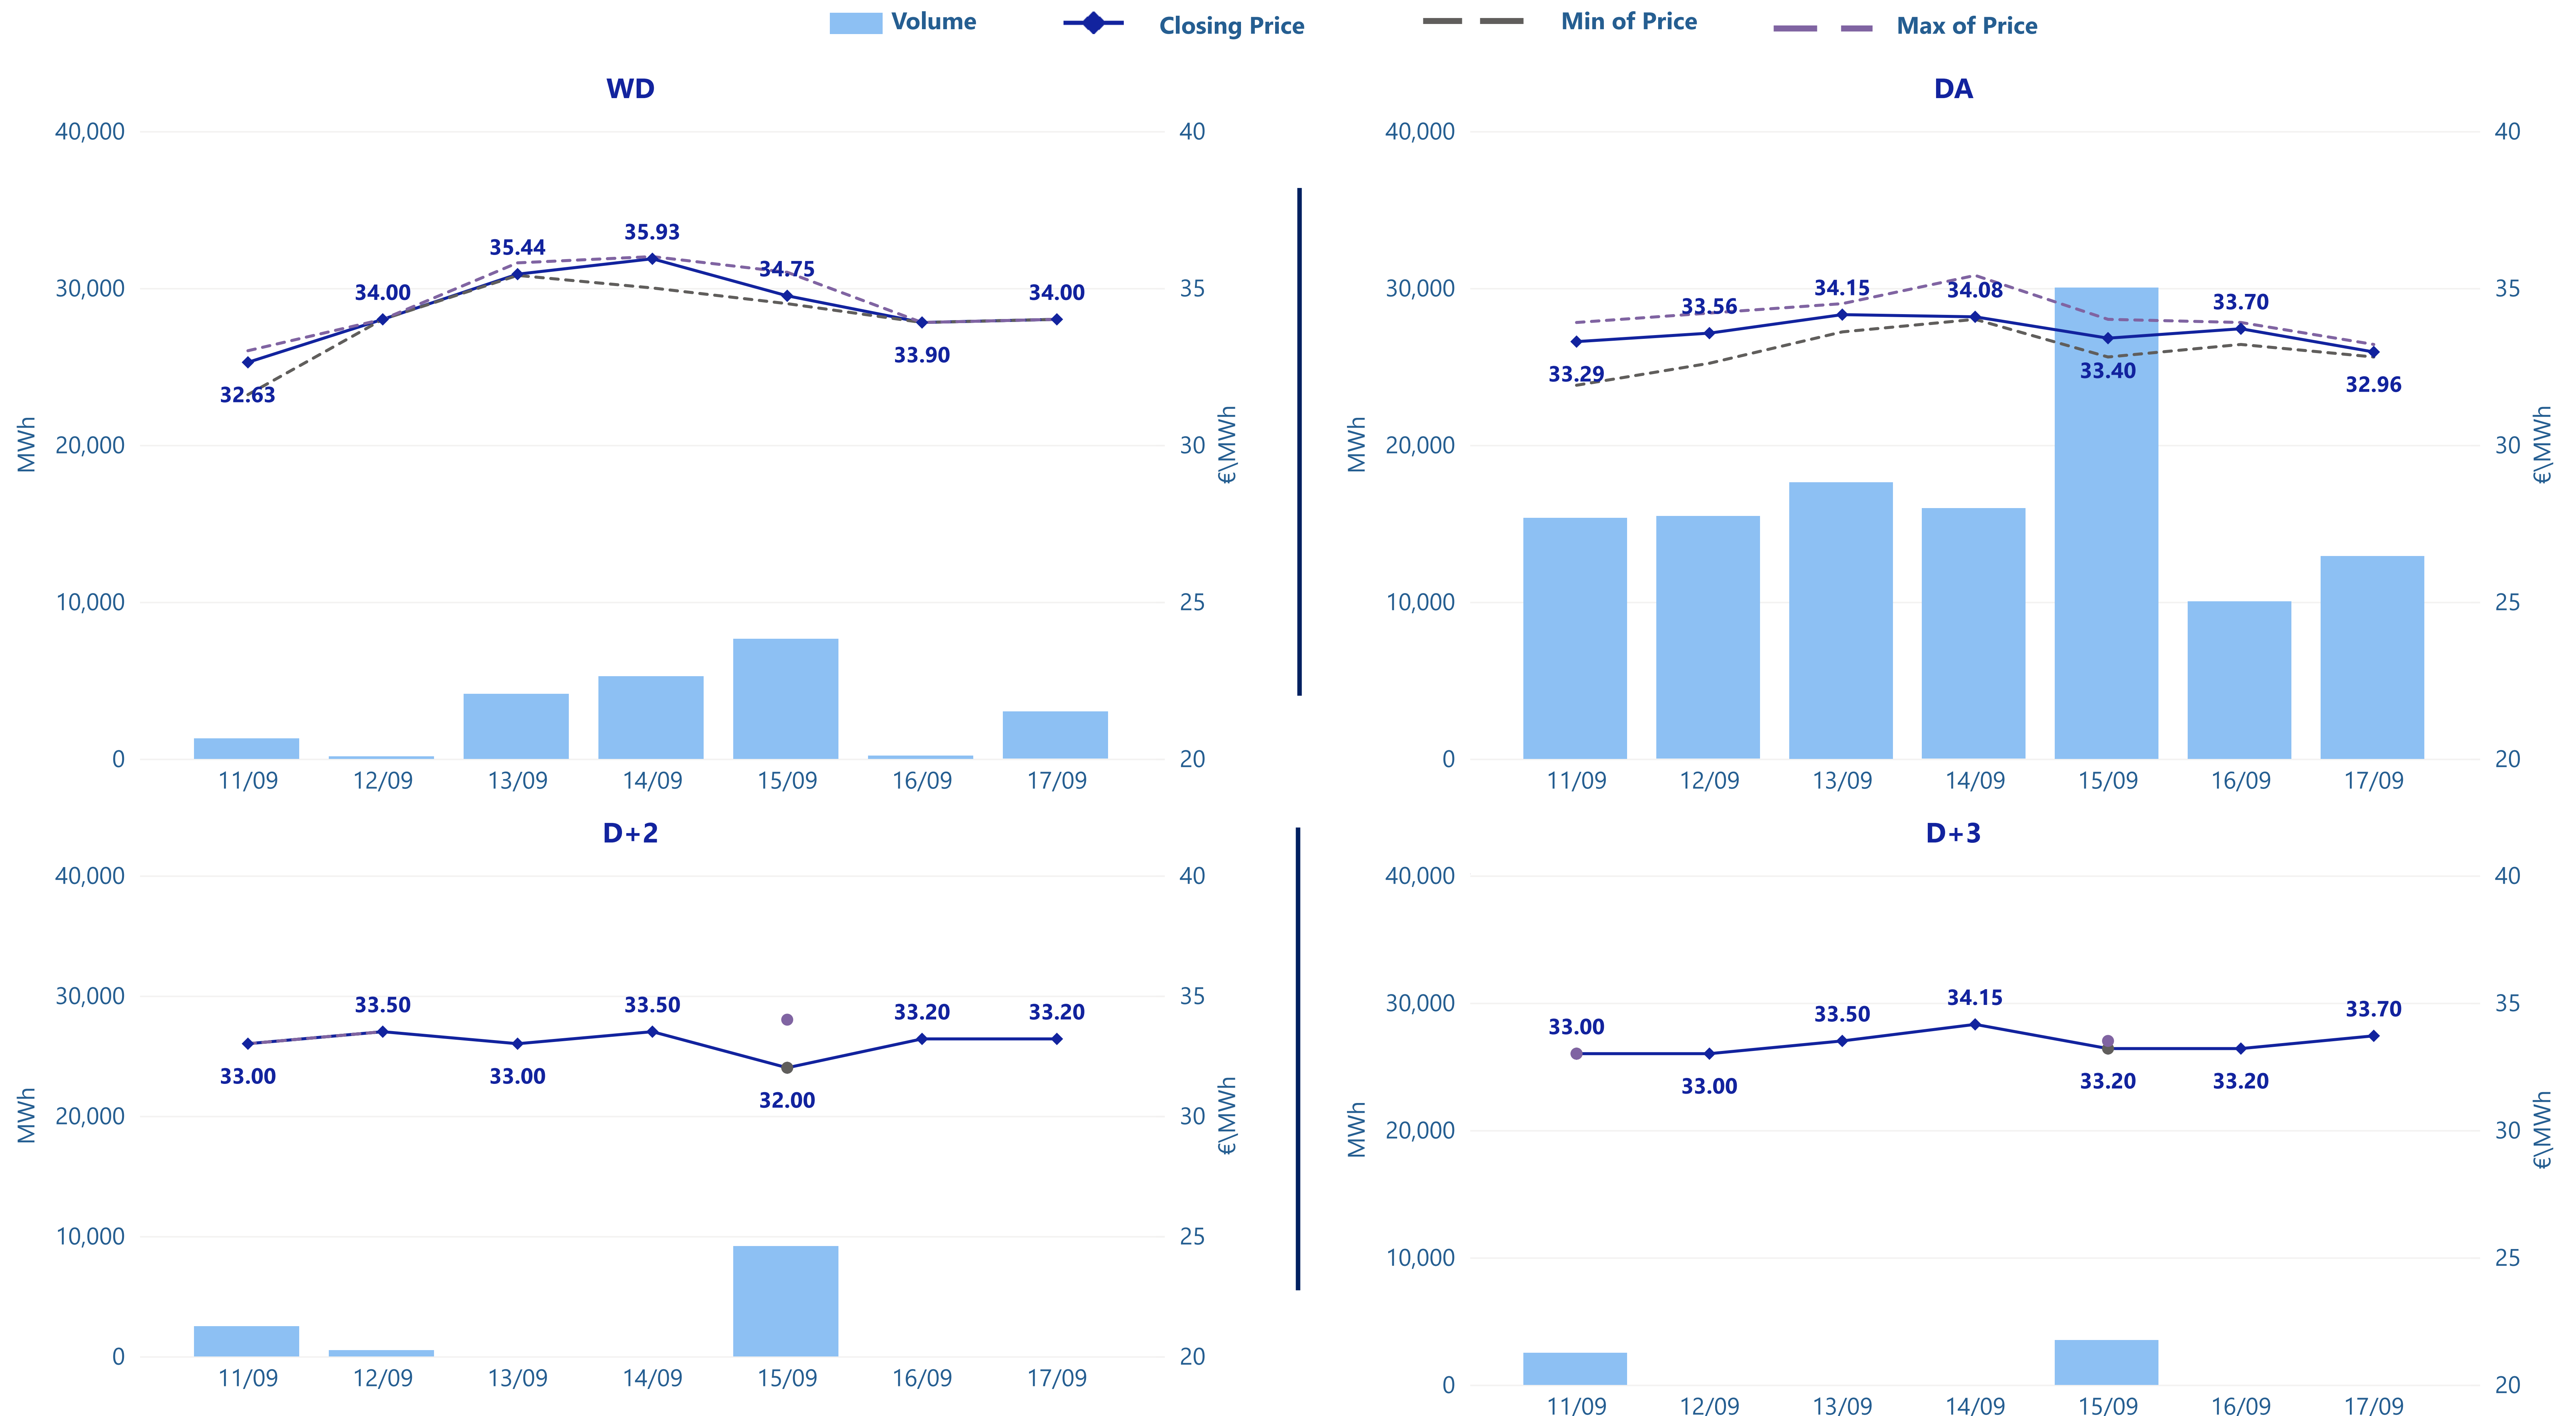 Volume Closing Price Min of Price Max of Price
WD
40,000 40
30,000 35
20,000 30
10,000 25
0 20
MWh
€\MWh
32.63 34.00 35.44 35.93 34.75 33.90 34.00
11/09 12/09 13/09 14/09 15/09 16/09 17/09
DA
40,000 40
30,000 35
20,000 30
10,000 25
0 20
MWh
€\MWh
33.29 33.56 34.15 34.08 33.40 33.70 32.96
11/09 12/09 13/09 14/09 15/09 16/09 17/09
D+2
40,000 40
30,000 35
20,000 30
10,000 25
0 20
MWh
€\MWh
33.00 33.50 33.00 33.50 32.00 33.20 33.20
11/09 12/09 13/09 14/09 15/09 16/09 17/09
D+3
40,000 40
30,000 35
20,000 30
10,000 25
0 20
MWh
€\MWh
33.00 33.00 33.50 34.15 33.20 33.20 33.70
11/09 12/09 13/09 14/09 15/09 16/09 17/09